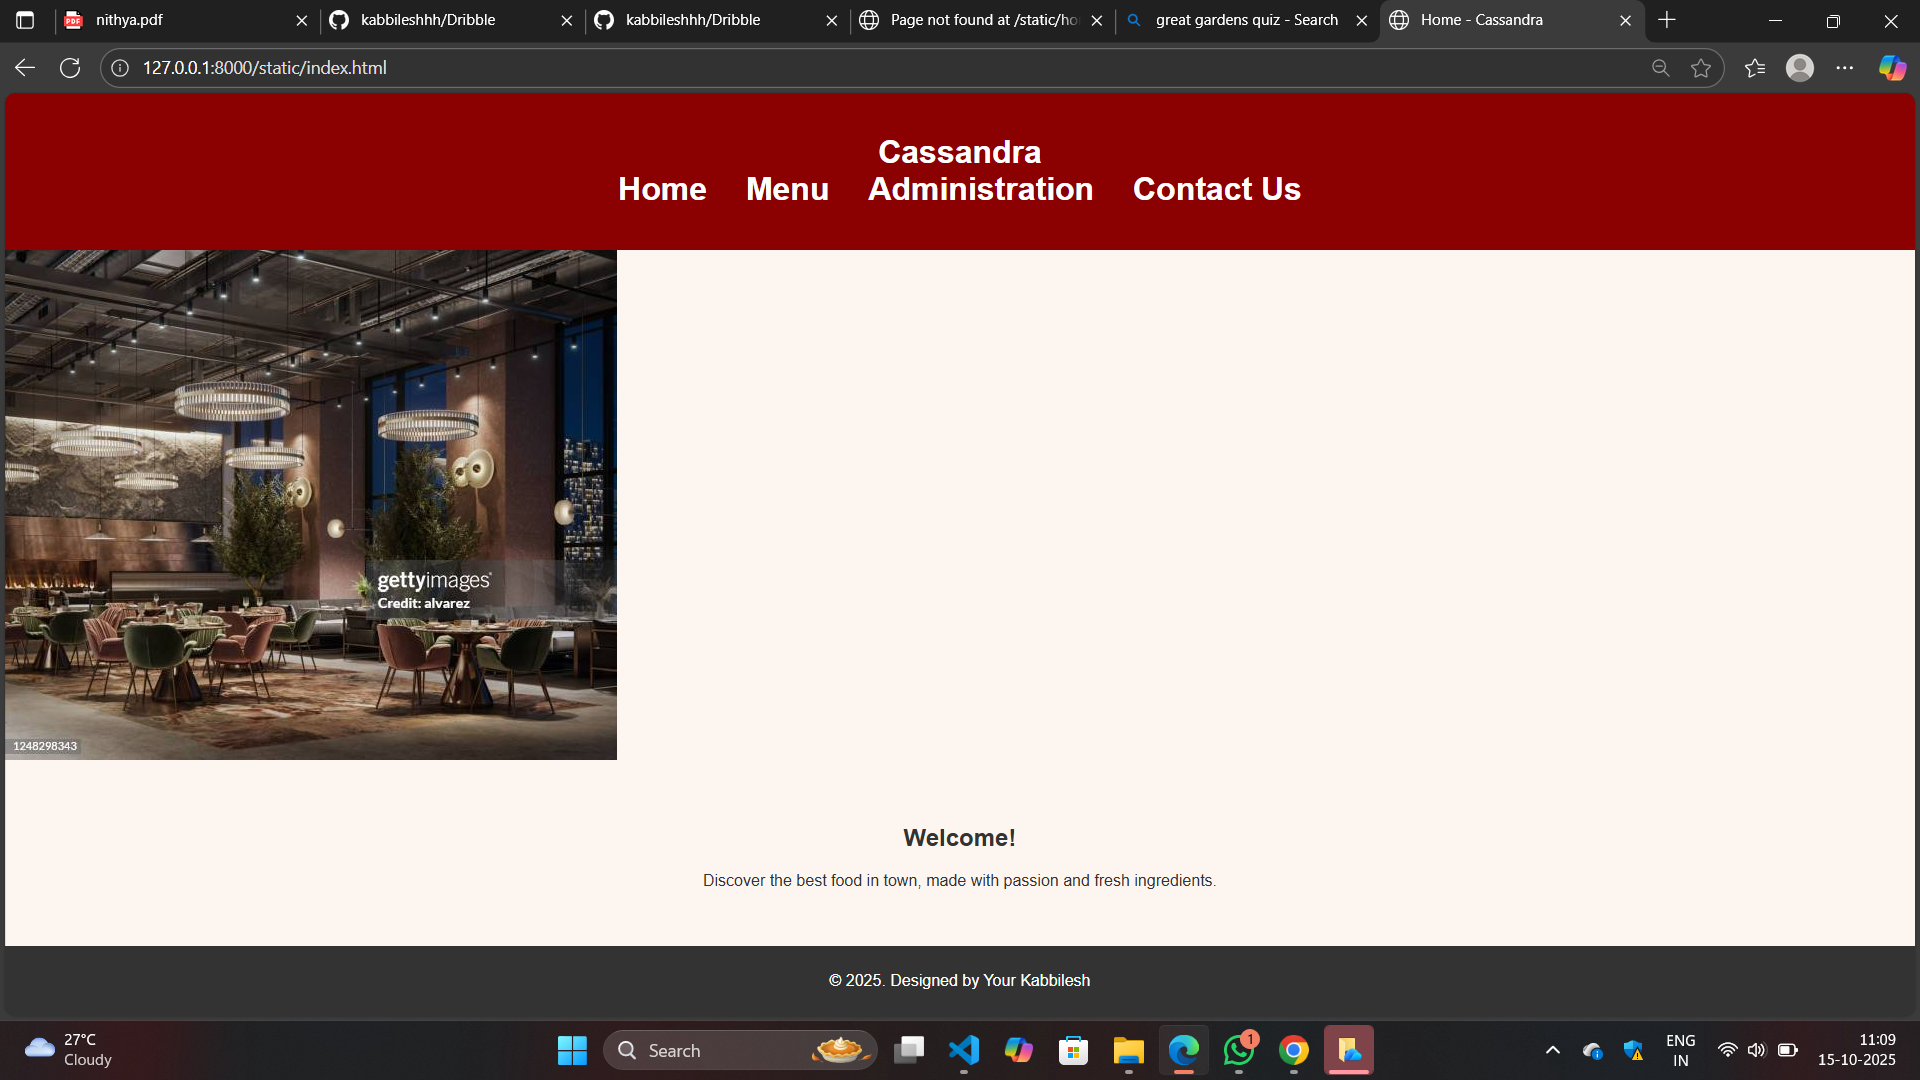 nithya.pdf
kabbileshhh/Dribble
kabbileshhh/Dribble
Page not found at /static/ho
great gardens quiz - Search
Home - Cassandra
127.0.0.1:8000/static/index.html
Cassandra
Home Menu Administration Contact Us
gettyimages®
Credit: alvarez
1248298343
Welcome!
Discover the best food in town, made with passion and fresh ingredients.
© 2025. Designed by Your Kabbilesh
27°C
Cloudy
Search
1
ENG
IN
11:09
15-10-2025